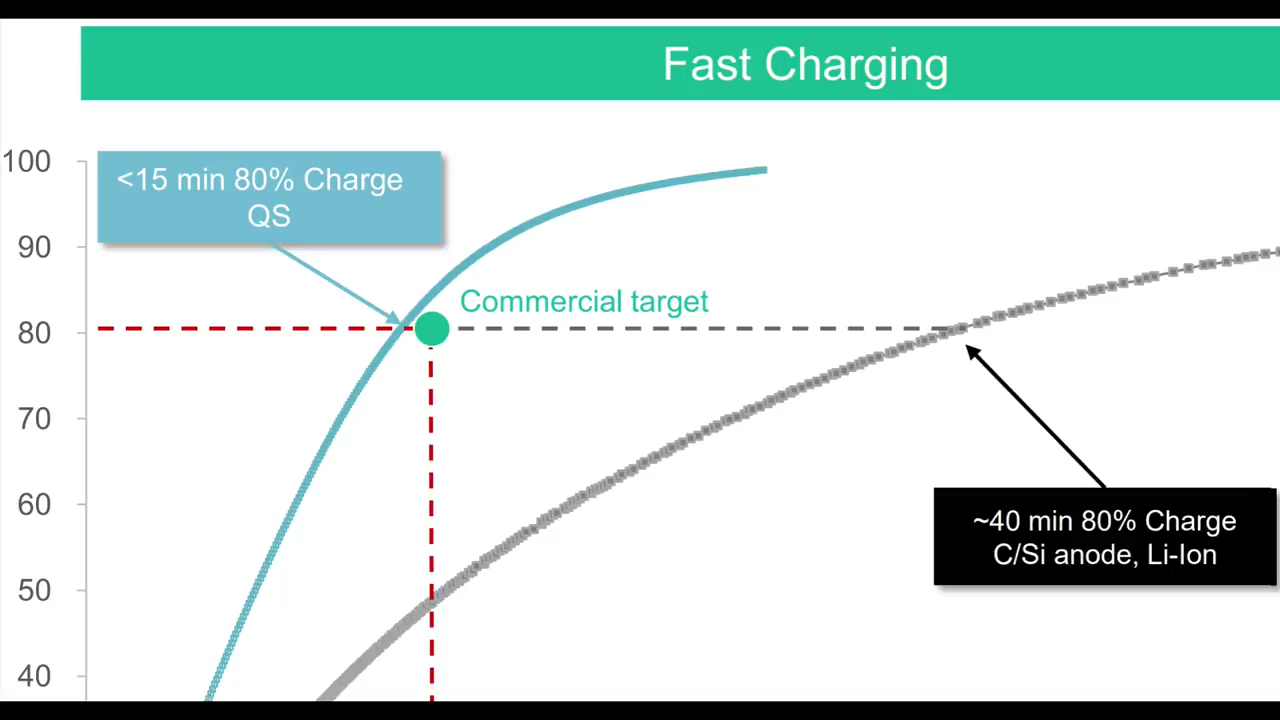 Fast Charging
100
<15 min 80% Charge
QS
90
Commercial target
80
70
60
~40 min 80% Charge
C/Si anode, Li-Ion
50
40